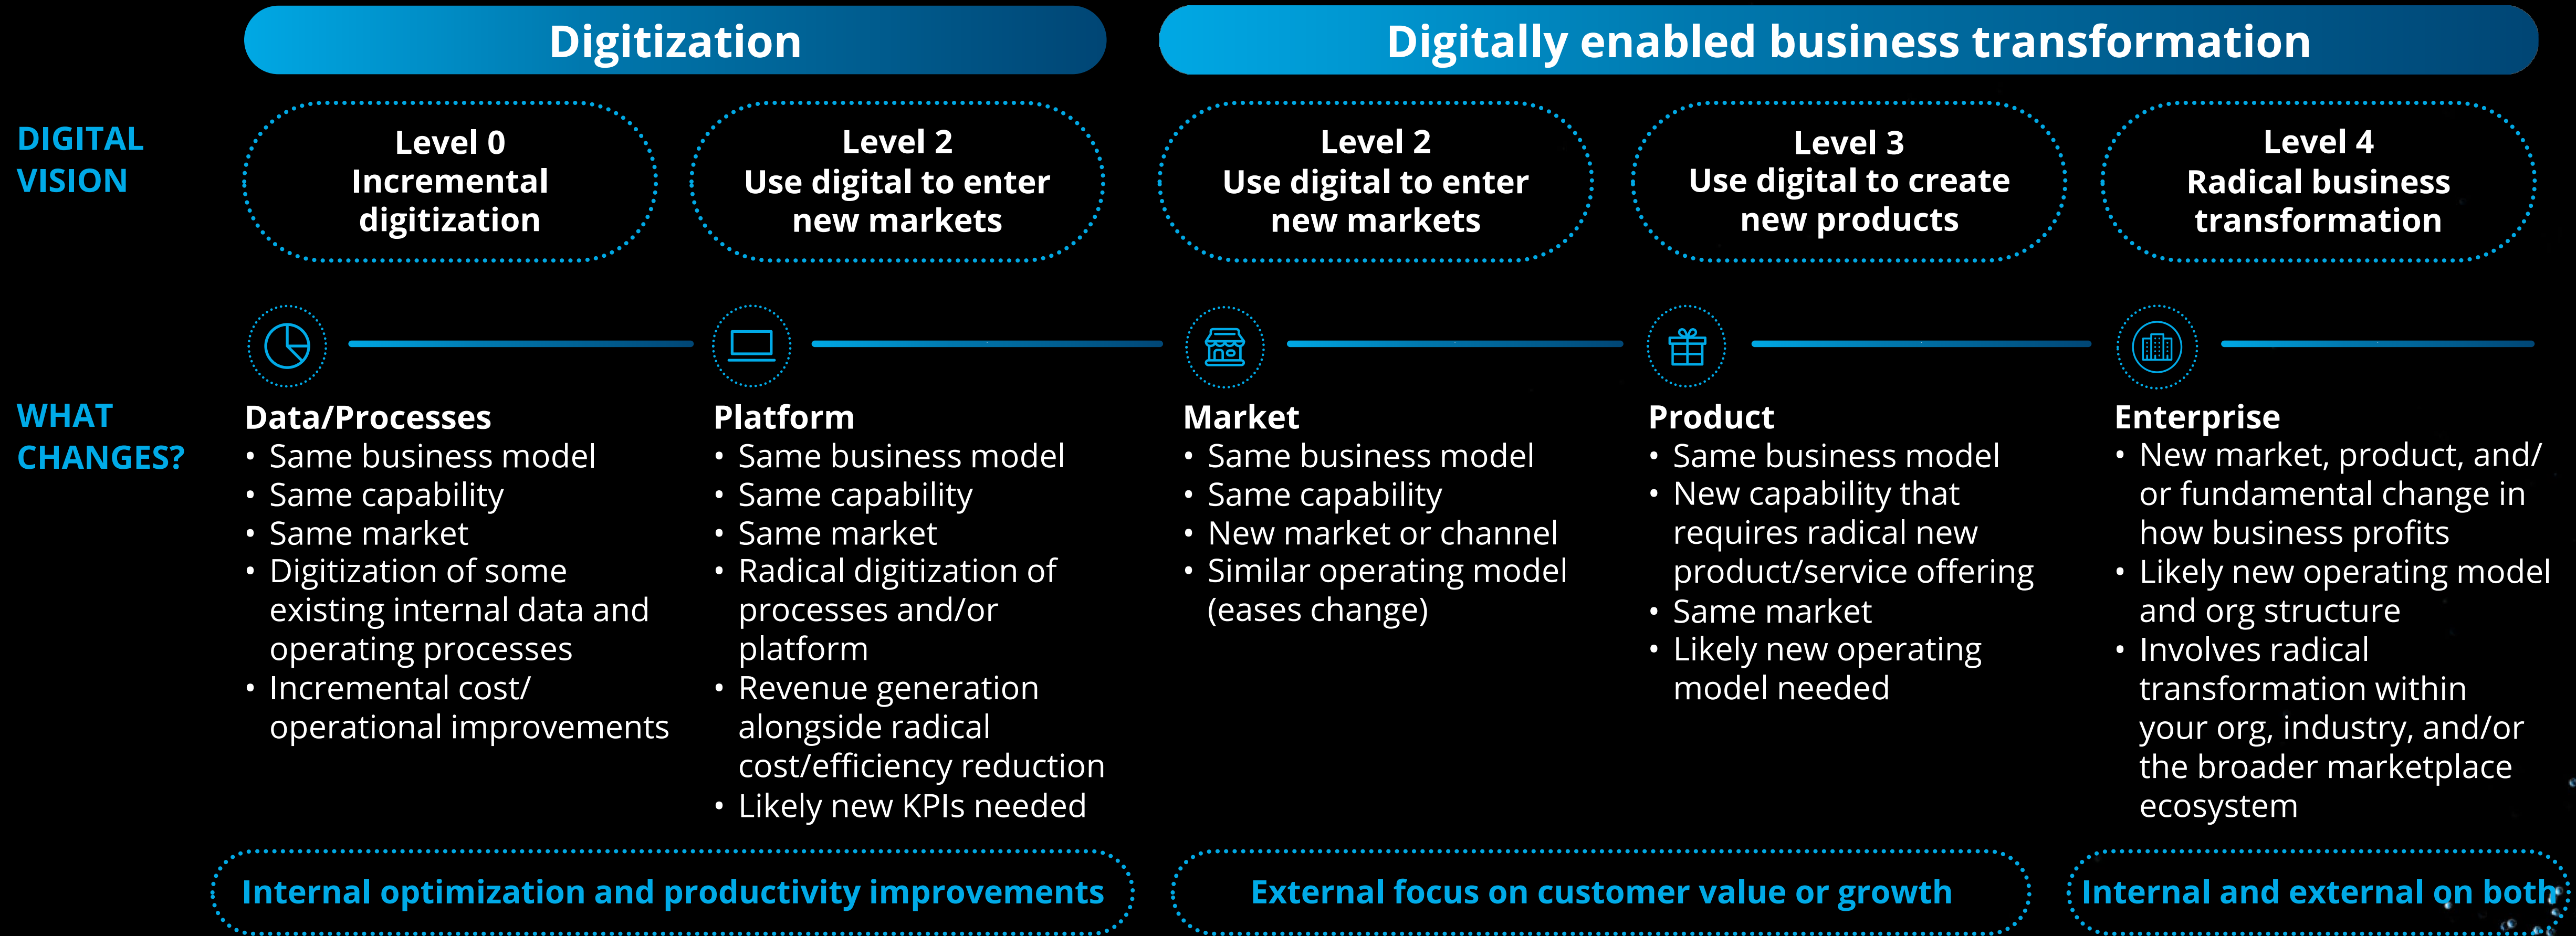 Digitization
Digitally enabled business transformation
DIGITAL
VISION
Level 0
Incremental
digitization
Level 2
Use digital to enter
new markets
Level 2
Use digital to enter
new markets
Level 3
Use digital to create
new products
Level 4
Radical business
transformation
WHAT
CHANGES?
Data/Processes
• Same business model
• Same capability
• Same market
• Digitization of some
existing internal data and
operating processes
• Incremental cost/
operational improvements
Platform
• Same business model
• Same capability
• Same market
• Radical digitization of
processes and/or
platform
• Revenue generation
alongside radical
cost/efficiency reduction
• Likely new KPIs needed
Market
• Same business model
• Same capability
• New market or channel
• Similar operating model
(eases change)
Product
• Same business model
• New capability that
requires radical new
product/service offering
• Same market
• Likely new operating
model needed
Enterprise
• New market, product, and/
or fundamental change in
how business profits
• Likely new operating model
and org structure
• Involves radical
transformation within
your org, industry, and/or
the broader marketplace
ecosystem
Internal optimization and productivity improvements
External focus on customer value or growth
Internal and external on both